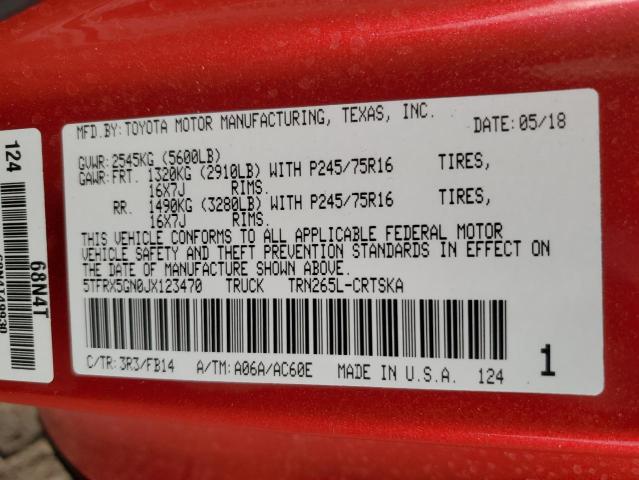 MFD.BY:TOYOTA MOTOR MANUFACTURING, TEXAS, INC.
DATE:05/18
GVWR:2545KG (5600LB)
GAWR:FRT. 1320KG (2910LB) WITH P245/75R16 TIRES,
16X7J RIMS.
RR. 1490KG (3280LB) WITH P245/75R16 TIRES,
16X7J RIMS.
THIS VEHICLE CONFORMS TO ALL APPLICABLE FEDERAL MOTOR
VEHICLE SAFETY AND THEFT PREVENTION STANDARDS IN EFFECT ON
THE DATE OF MANUFACTURE SHOWN ABOVE.
5TFRX5GN0JX123470 TRUCK TRN265L-CRTSKA
C/TR:3R3/FB14 A/TM:A06A/AC60E MADE IN U.S.A. 124
1
124
68N4T